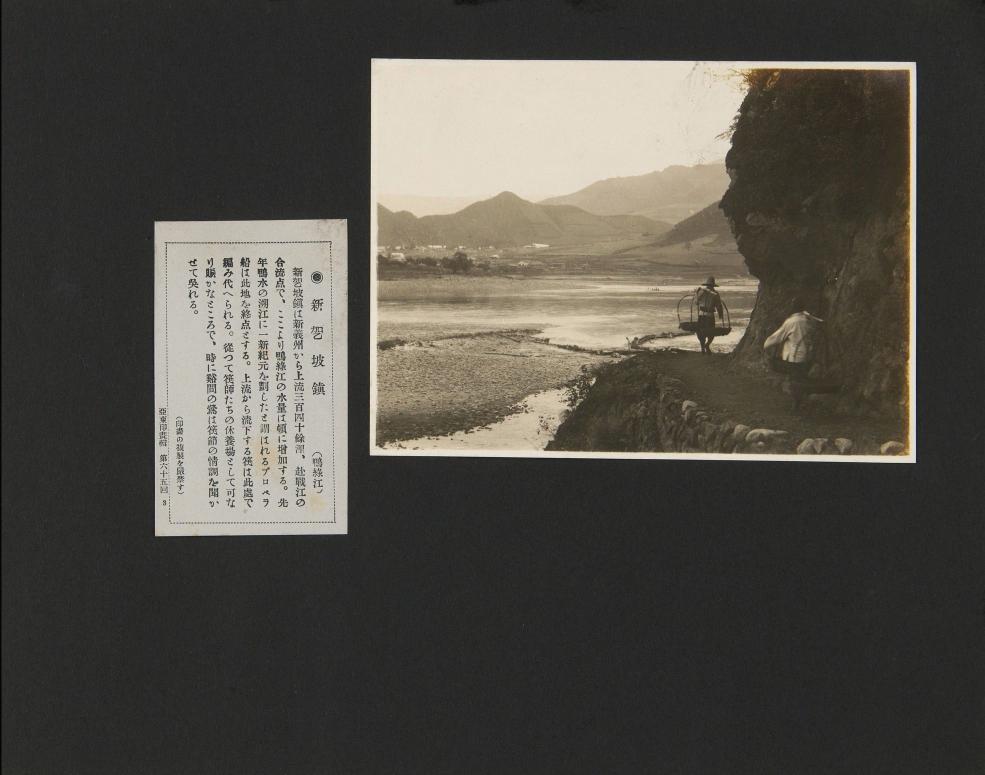 ◉新乫坡鎭(鴨綠江)
新乫坡鎭は新義州から上流三百四十餘浬、赴戰江の
合流点で、ここより鴨綠江の水量は頓に增加する。先
年鴨水の溯江に一新紀元を劃したと謂はれるプロペラ
船は此地を終点とする。上流から流下する筏は此處で
編み代へられる。從つて筏師たちの休養場として可な
り賑かなところで、時に谿間の鶯は筏節の情調を聞か
せて吳れる。
(印畫の複製を嚴禁す)
亞東印畫輯 第六十五回 3